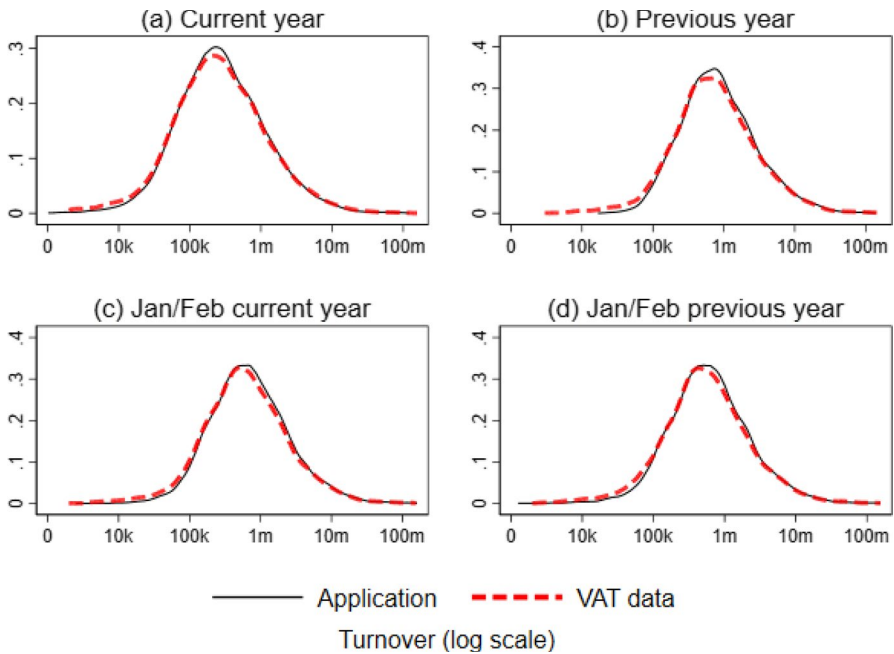 (a) Current year
(b) Previous year
.3
.2
.1
0
0 10k 100k 1m 10m 100m
.4
.3
.2
.1
0
0 10k 100k 1m 10m 100m
(c) Jan/Feb current year
(d) Jan/Feb previous year
.4
.3
.2
.1
0
0 10k 100k 1m 10m 100m
.4
.3
.2
.1
0
0 10k 100k 1m 10m 100m
Application VAT data
Turnover (log scale)